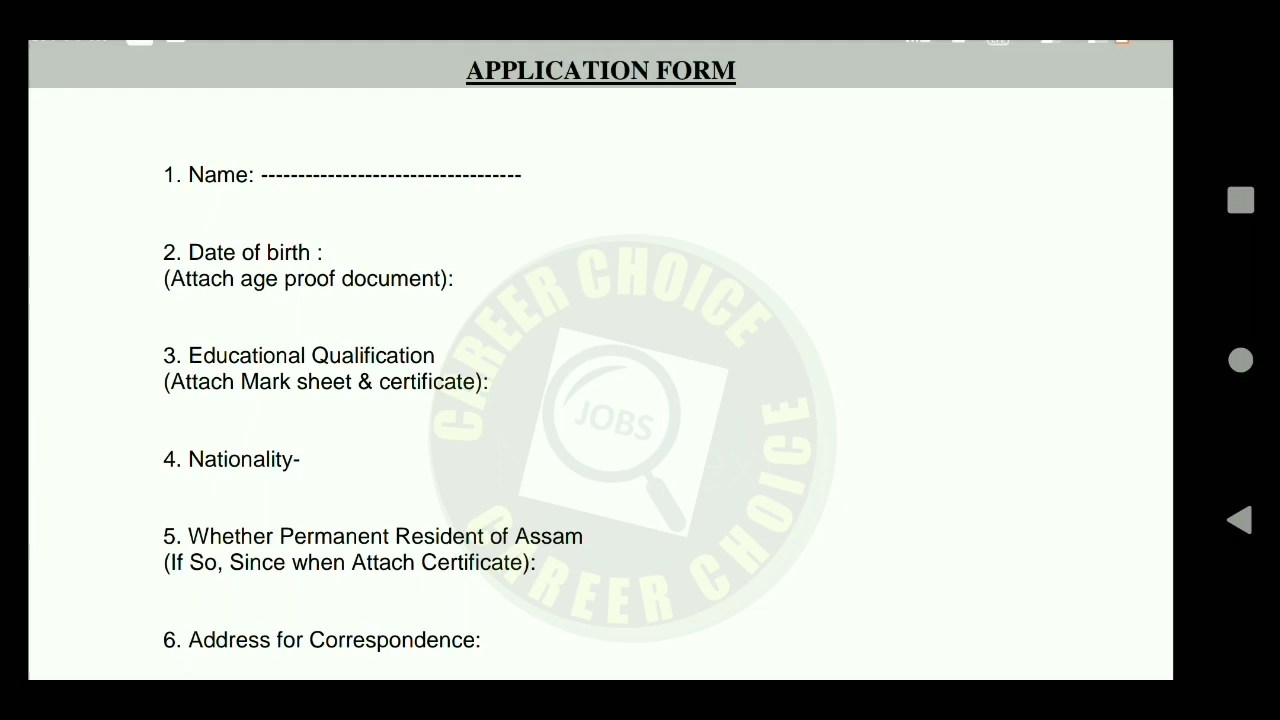 APPLICATION FORM
1. Name: -----------------------------------
2. Date of birth :
(Attach age proof document):
3. Educational Qualification
(Attach Mark sheet & certificate):
4. Nationality-
5. Whether Permanent Resident of Assam
(If So, Since when Attach Certificate):
6. Address for Correspondence:
CAREER CHOICE
JOBS
CAREER CHOICE